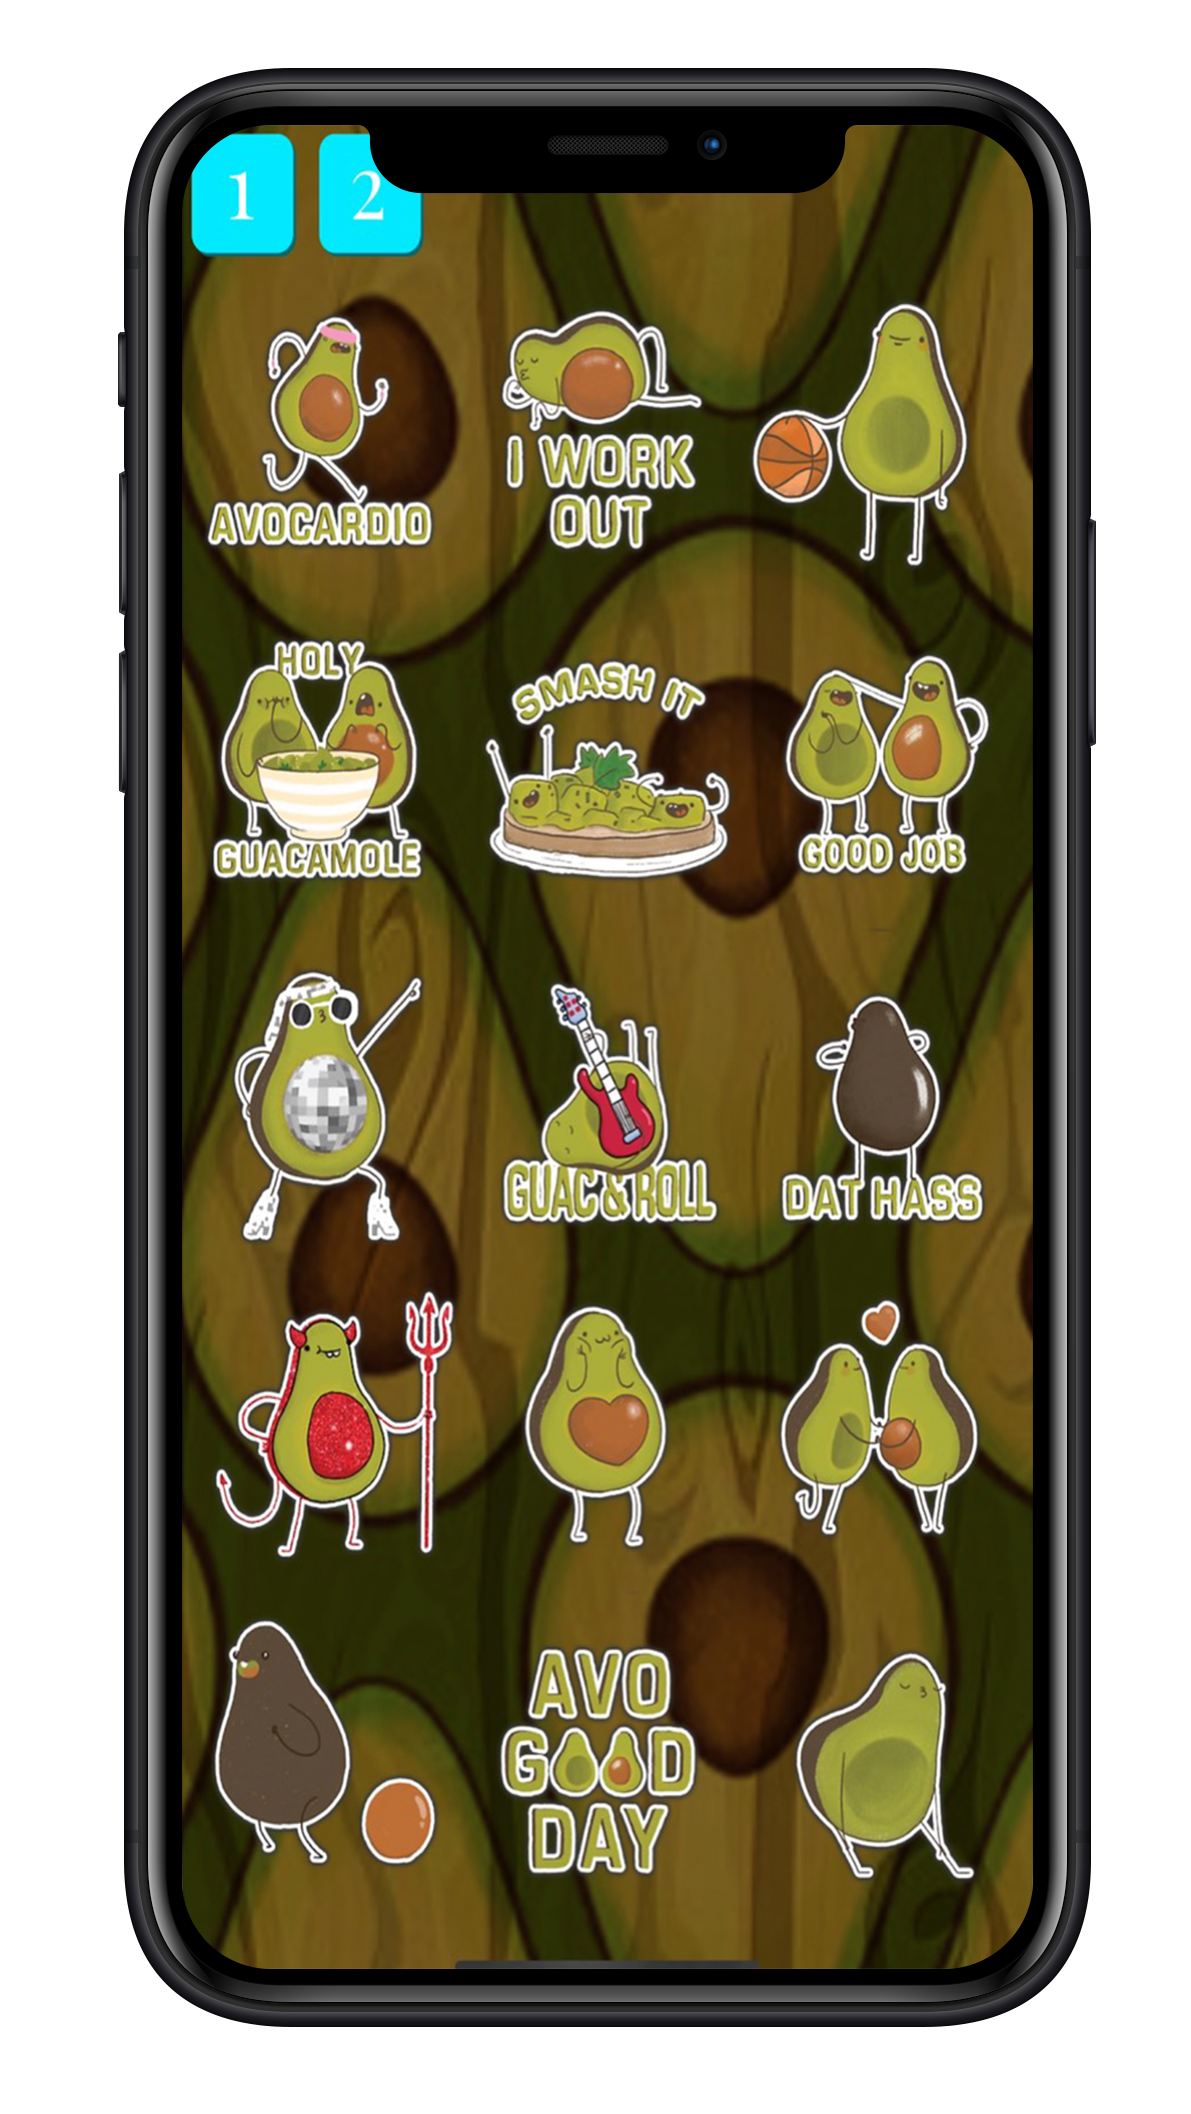 1 2
AVOCARDIO
I WORK
OUT
HOLY
GUACAMOLE
SMASH IT
GOOD JOB
GUAC & ROLL
DAT HASS
AVO
GOOD
DAY